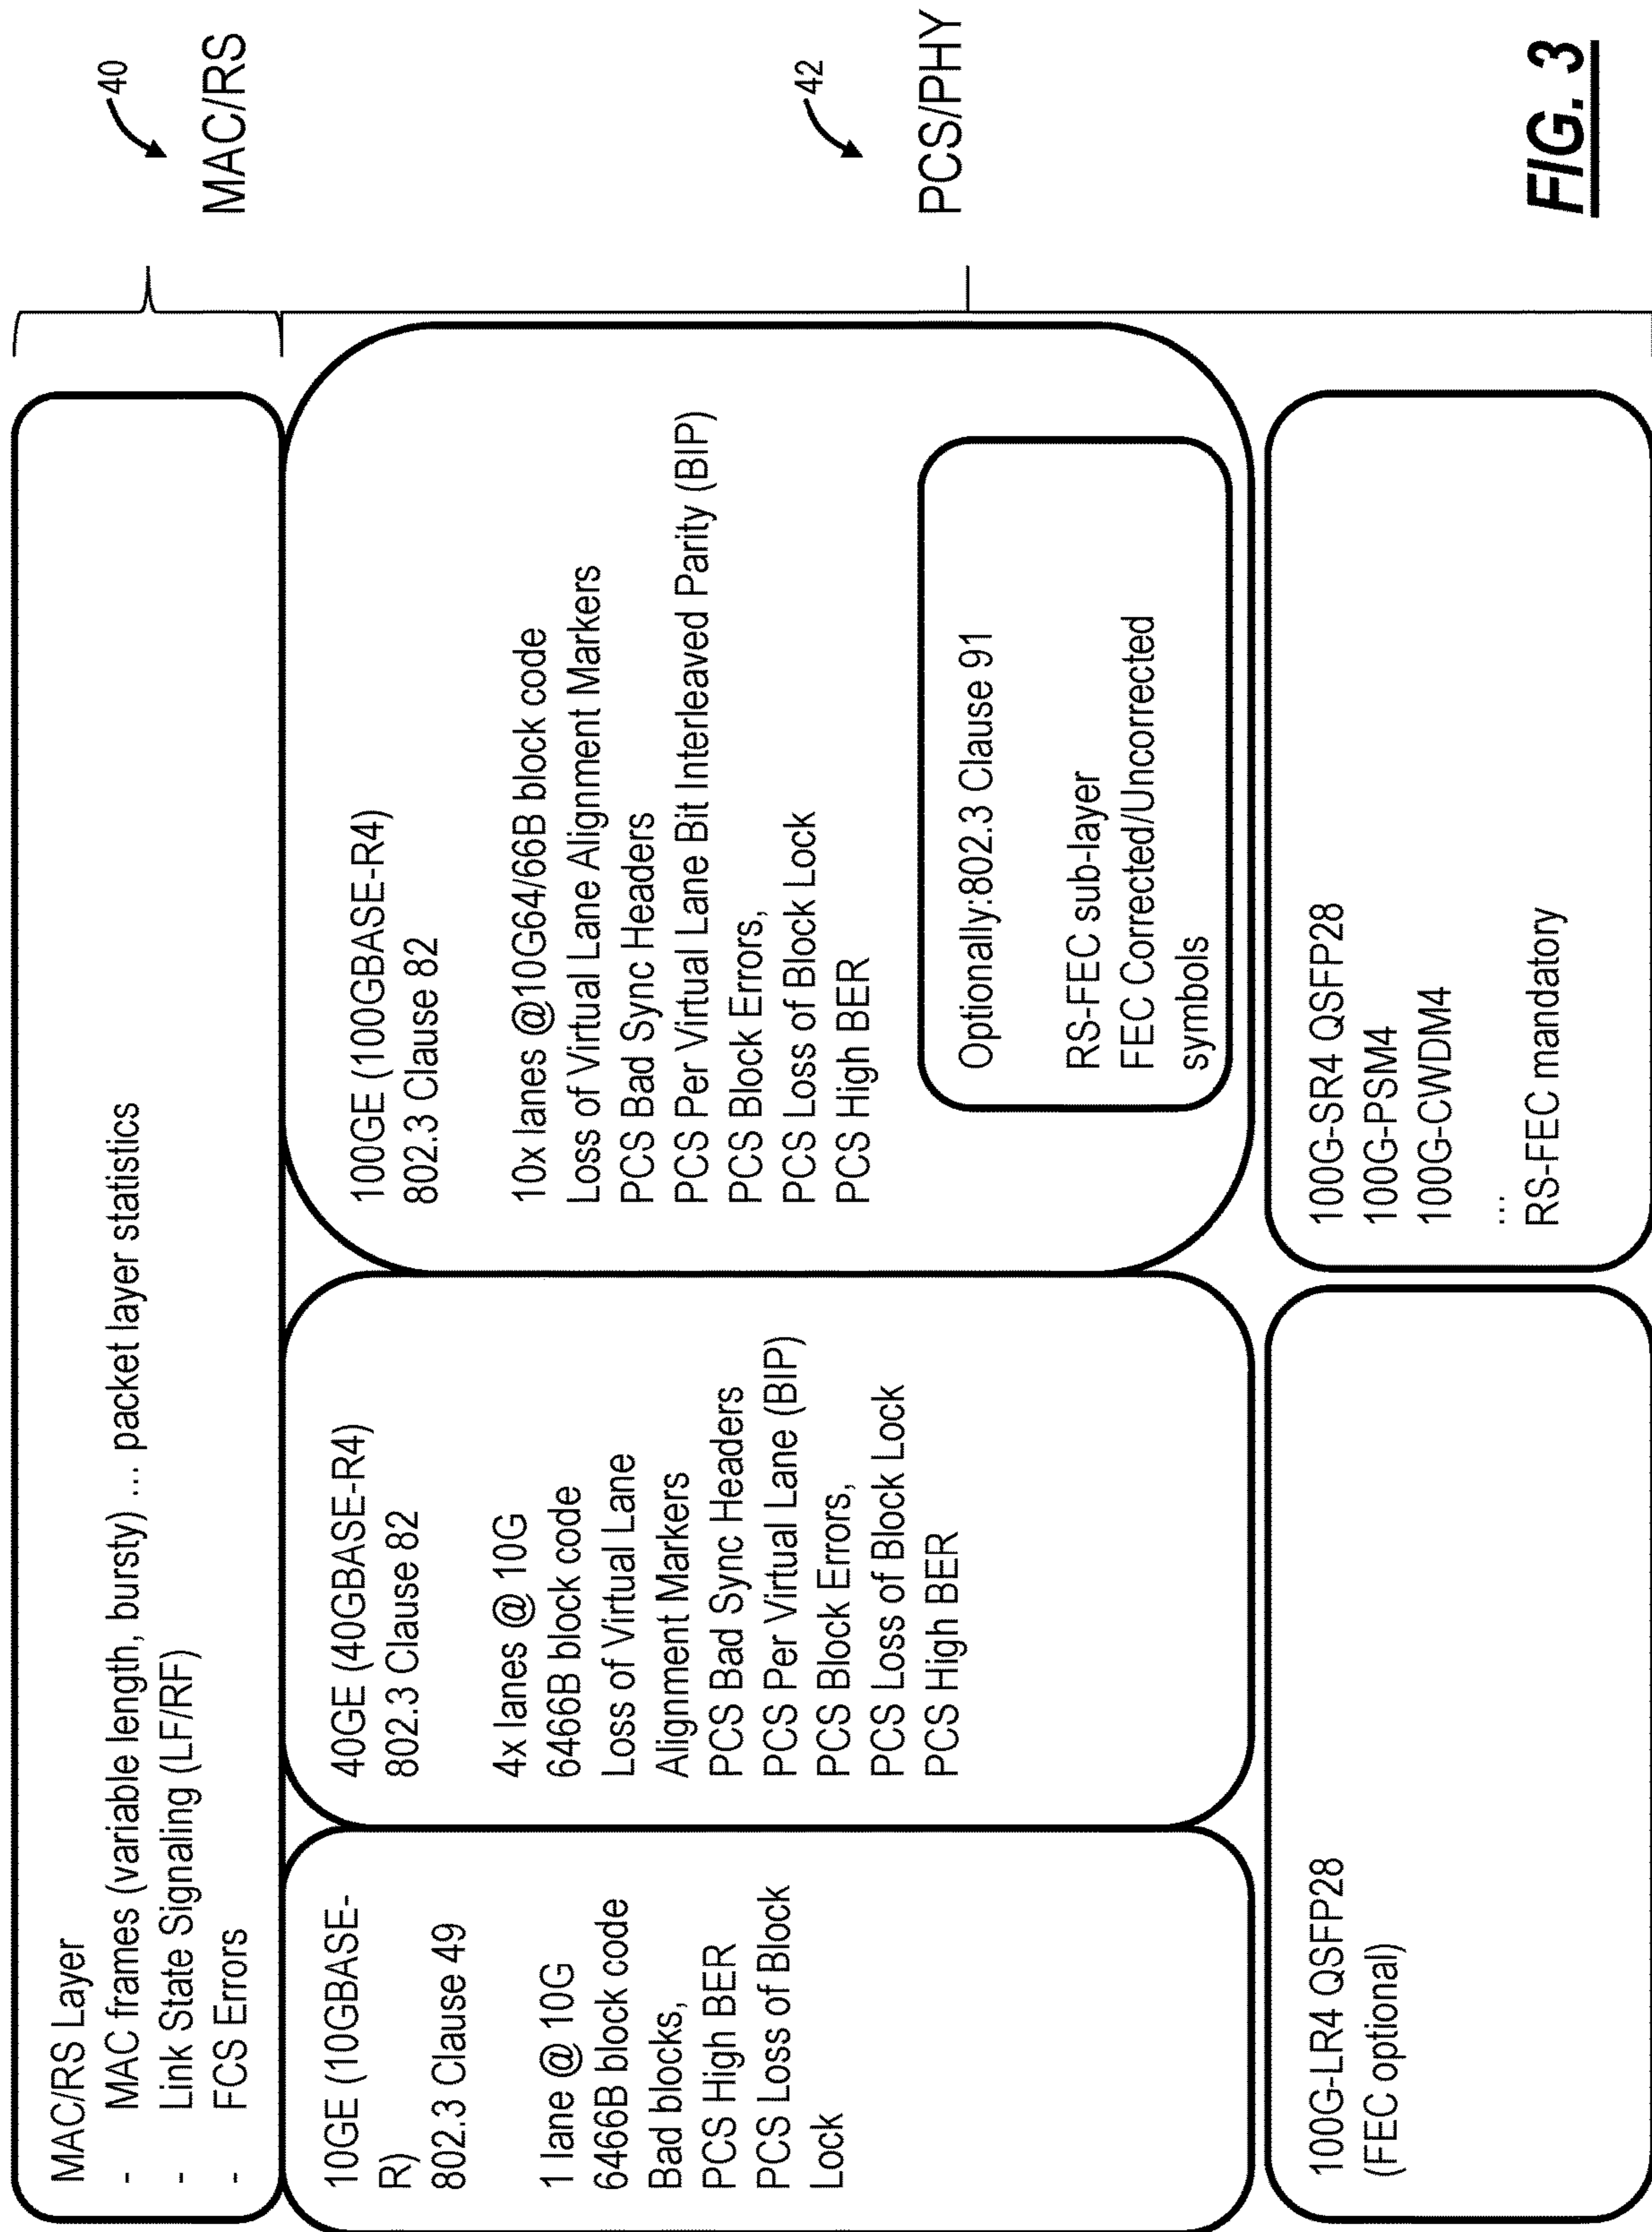 MAC/RS Layer
- MAC frames (variable length, bursty) ... packet layer statistics
- Link State Signaling (LF/RF)
- FCS Errors
40
MAC/RS
10GE (10GBASE-
R)
802.3 Clause 49
1 lane @ 10G
6466B block code
Bad blocks,
PCS High BER
PCS Loss of Block
Lock
40GE (40GBASE-R4)
802.3 Clause 82
4x lanes @ 10G
6466B block code
Loss of Virtual Lane
Alignment Markers
PCS Bad Sync Headers
PCS Per Virtual Lane (BIP)
PCS Block Errors,
PCS Loss of Block Lock
PCS High BER
100GE (100GBASE-R4)
802.3 Clause 82
10x lanes @10G64/66B block code
Loss of Virtual Lane Alignment Markers
PCS Bad Sync Headers
PCS Per Virtual Lane Bit Interleaved Parity (BIP)
PCS Block Errors,
PCS Loss of Block Lock
PCS High BER
Optionally:802.3 Clause 91
RS-FEC sub-layer
FEC Corrected/Uncorrected
symbols
42
PCS/PHY
100G-LR4 QSFP28
(FEC optional)
100G-SR4 QSFP28
100G-PSM4
100G-CWDM4
...
RS-FEC mandatory
FIG. 3